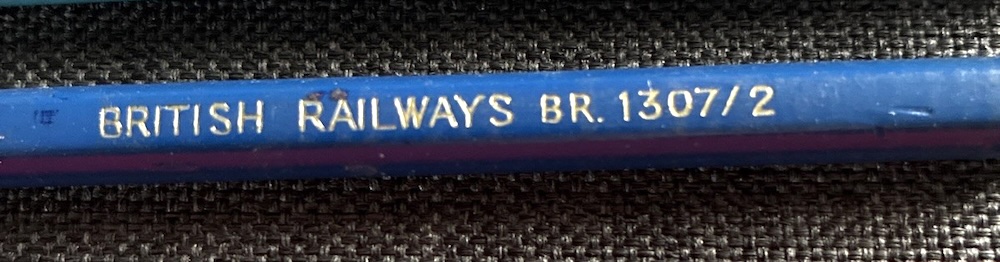 BRITISH RAILWAYS BR. 1307/2